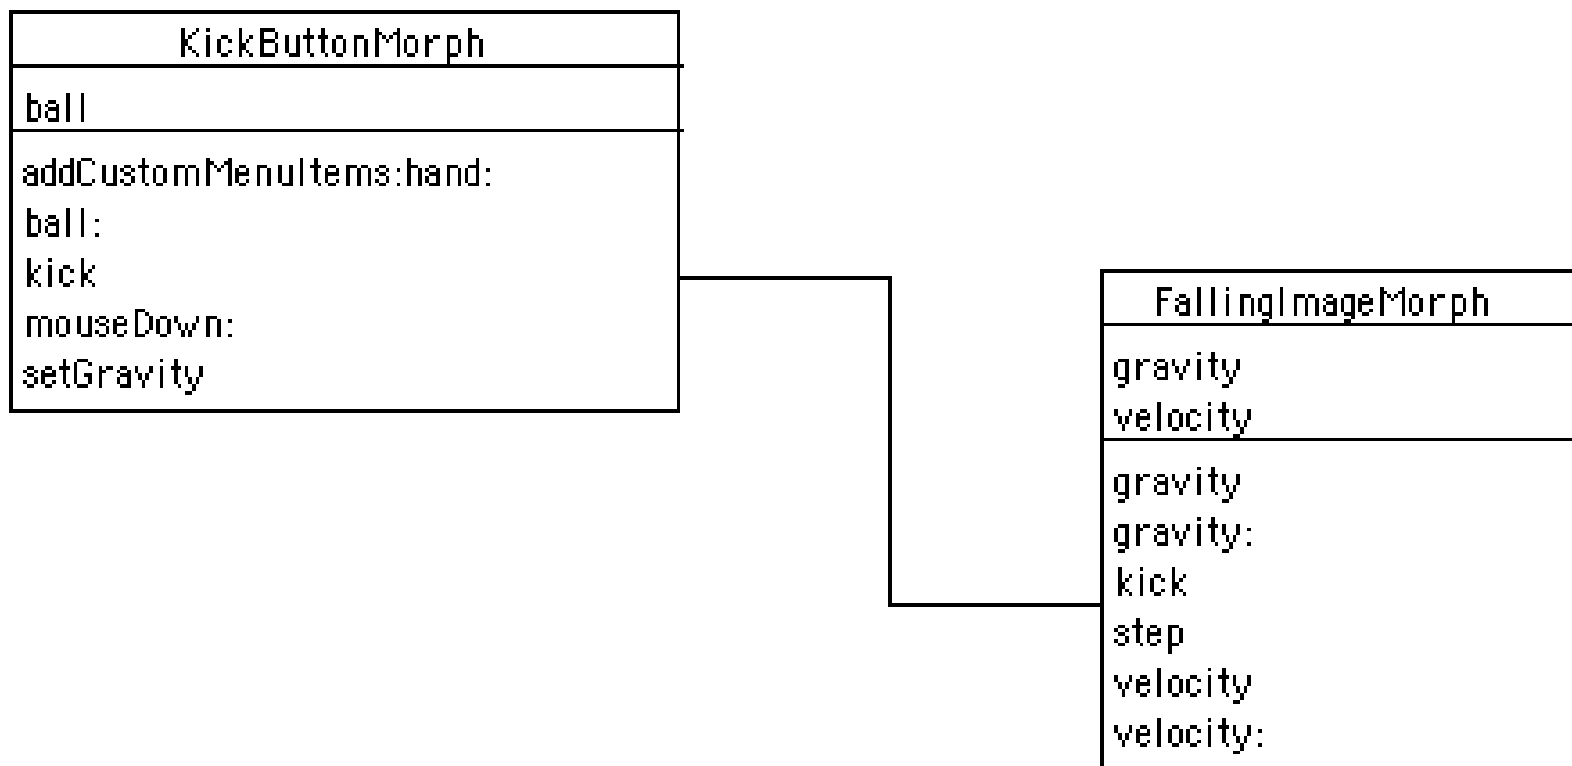 KickButtonMorph
ball
addCustomMenuItems:hand:
ball:
kick
mouseDown:
setGravity
FallingImageMorph
gravity
velocity
gravity
gravity:
kick
step
velocity
velocity: